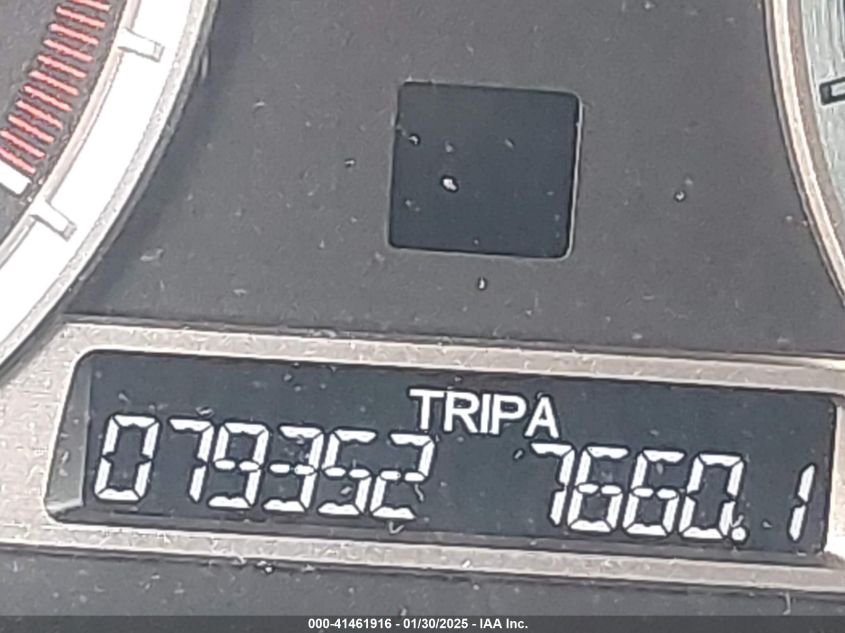 TRIP A
079352 7660.1
000-41461916 - 01/30/2025 - IAA Inc.